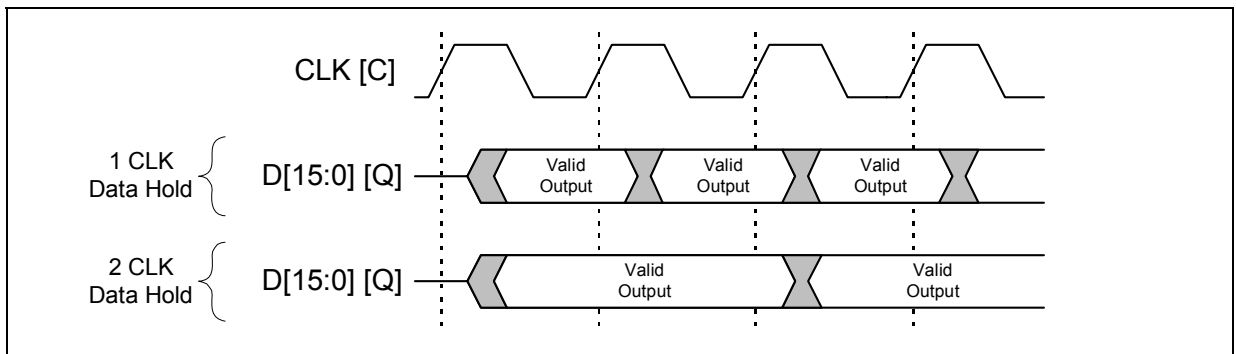 CLK [C]
1 CLK
Data Hold
D[15:0] [Q]
Valid
Output
Valid
Output
Valid
Output
2 CLK
Data Hold
D[15:0] [Q]
Valid
Output
Valid
Output